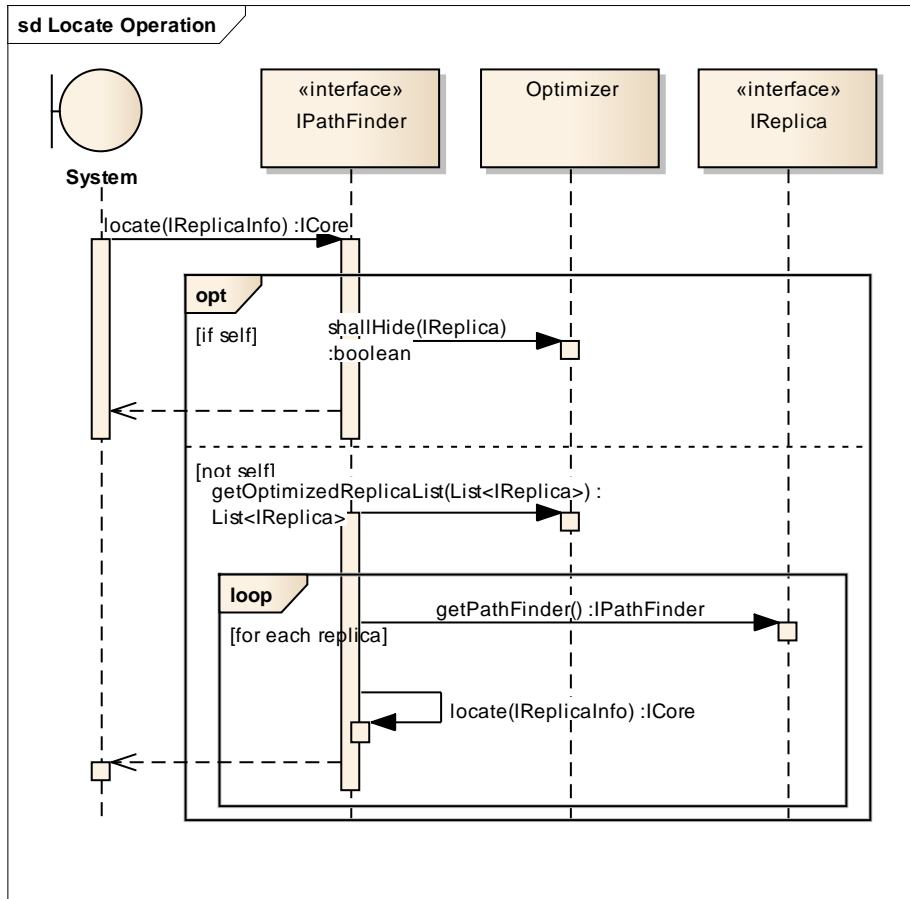 sd Locate Operation
System
«interface»
IPathFinder
Optimizer
«interface»
IReplica
locate(IReplicaInfo) :ICore
opt
[if self]
shallHide(IReplica)
:boolean
[not self]
getOptimizedReplicaList(List<IReplica>) :
List<IReplica>
loop
[for each replica]
getPathFinder() :IPathFinder
locate(IReplicaInfo) :ICore